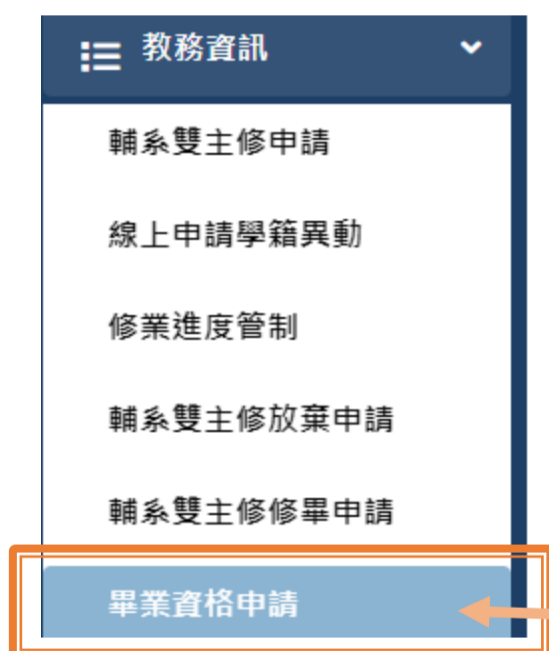 教務資訊
輔系雙主修申請
線上申請學籍異動
修業進度管制
輔系雙主修放棄申請
輔系雙主修修畢申請
畢業資格申請